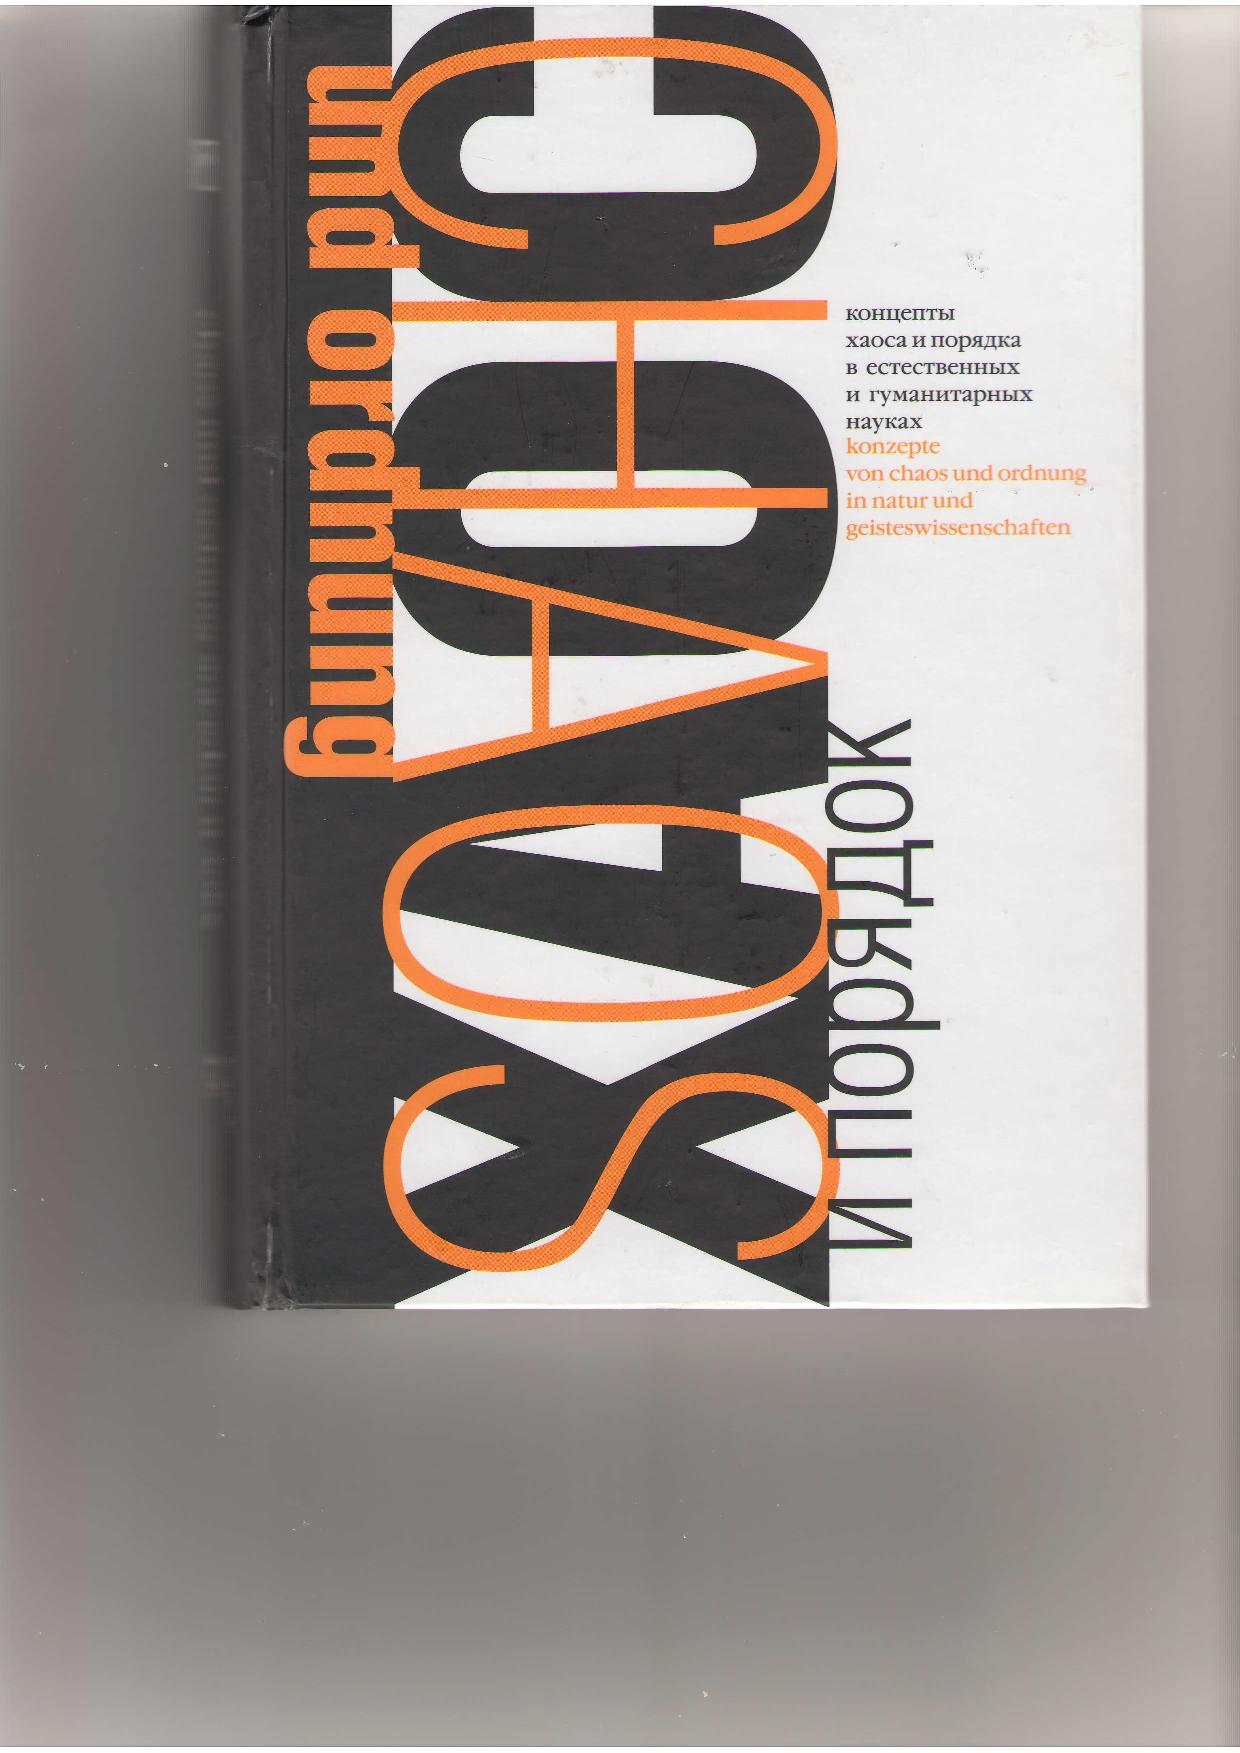 ХАОС
и порядок
CHAOS
und ordnung
концепты
хаоса и порядка
в естественных
и гуманитарных
науках
konzepte
von chaos und ordnung
in natur und
geisteswissenschaften